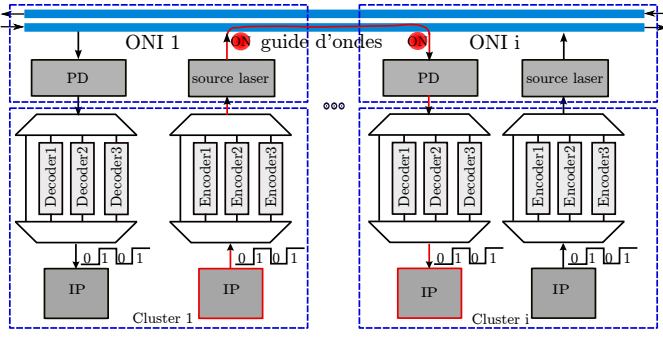 ONI 1
ON
guide d'ondes
ON
ONI i
PD
source laser
PD
source laser
Decoder1
Decoder2
Decoder3
Encoder1
Encoder2
Encoder3
Decoder1
Decoder2
Decoder3
Encoder1
Encoder2
Encoder3
0 1 0 1
0 1 0 1
0 1 0 1
0 1 0 1
IP
IP
IP
IP
Cluster 1
Cluster i